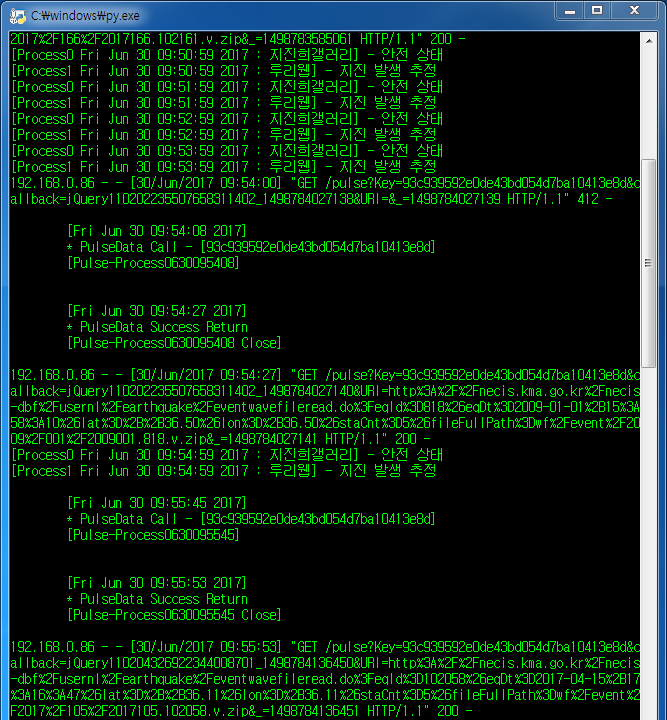 C:₩windows₩py.exe
2017%2F166%2F2017166.102161.v.zip&_=1498783585061 HTTP/1.1" 200 -
[Process0 Fri Jun 30 09:50:59 2017 : 지진희갤러리] - 안전 상태
[Process1 Fri Jun 30 09:50:59 2017 : 루리웹] - 지진 발생 추정
[Process0 Fri Jun 30 09:51:59 2017 : 지진희갤러리] - 안전 상태
[Process1 Fri Jun 30 09:51:59 2017 : 루리웹] - 지진 발생 추정
[Process0 Fri Jun 30 09:52:59 2017 : 지진희갤러리] - 안전 상태
[Process1 Fri Jun 30 09:52:59 2017 : 루리웹] - 지진 발생 추정
[Process0 Fri Jun 30 09:53:59 2017 : 지진희갤러리] - 안전 상태
[Process1 Fri Jun 30 09:53:59 2017 : 루리웹] - 지진 발생 추정
192.168.0.86 - - [30/Jun/2017 09:54:00] "GET /pulse?Key=93c939592e0de43bd054d7ba10413e8d&c
allback=jQuery110202235507658311402_1498784027138&URl=&_=1498784027139 HTTP/1.1" 412 -
[Fri Jun 30 09:54:08 2017]
* PulseData Call - [93c939592e0de43bd054d7ba10413e8d]
[Pulse-Process0630095408]
[Fri Jun 30 09:54:27 2017]
* PulseData Success Return
[Pulse-Process0630095408 Close]
192.168.0.86 - - [30/Jun/2017 09:54:27] "GET /pulse?Key=93c939592e0de43bd054d7ba10413e8d&c
allback=jQuery110202235507658311402_1498784027140&URl=http%3A%2F%2Fnecis.kma.go.kr%2Fnecis
-dbf%2Fusernl%2Fearthquake%2Feventwavefileread.do%3FeqId%3D818%26eqDt%3D2009-01-01%2B15%3A
58%3A10%26lat%3D%2B%2B36.50%26lon%3D%2B36.50%26staCnt%3D5%26fileFullPath%3Dwf%2Fevent%2F20
09%2F001%2F2009001.818.v.zip&_=1498784027141 HTTP/1.1" 200 -
[Process0 Fri Jun 30 09:54:59 2017 : 지진희갤러리] - 안전 상태
[Process1 Fri Jun 30 09:54:59 2017 : 루리웹] - 지진 발생 추정
[Fri Jun 30 09:55:45 2017]
* PulseData Call - [93c939592e0de43bd054d7ba10413e8d]
[Pulse-Process0630095545]
[Fri Jun 30 09:55:53 2017]
* PulseData Success Return
[Pulse-Process0630095545 Close]
192.168.0.86 - - [30/Jun/2017 09:55:53] "GET /pulse?Key=93c939592e0de43bd054d7ba10413e8d&c
allback=jQuery110204326922344008701_1498784136450&URl=http%3A%2F%2Fnecis.kma.go.kr%2Fnecis
-dbf%2Fusernl%2Fearthquake%2Feventwavefileread.do%3FeqId%3D102058%26eqDt%3D2017-04-15%2B17
%3A16%3A47%26lat%3D%2B%2B36.11%26lon%3D%2B36.11%26staCnt%3D5%26fileFullPath%3Dwf%2Fevent%2
F2017%2F105%2F2017105.102058.v.zip&_=1498784136451 HTTP/1.1" 200 -